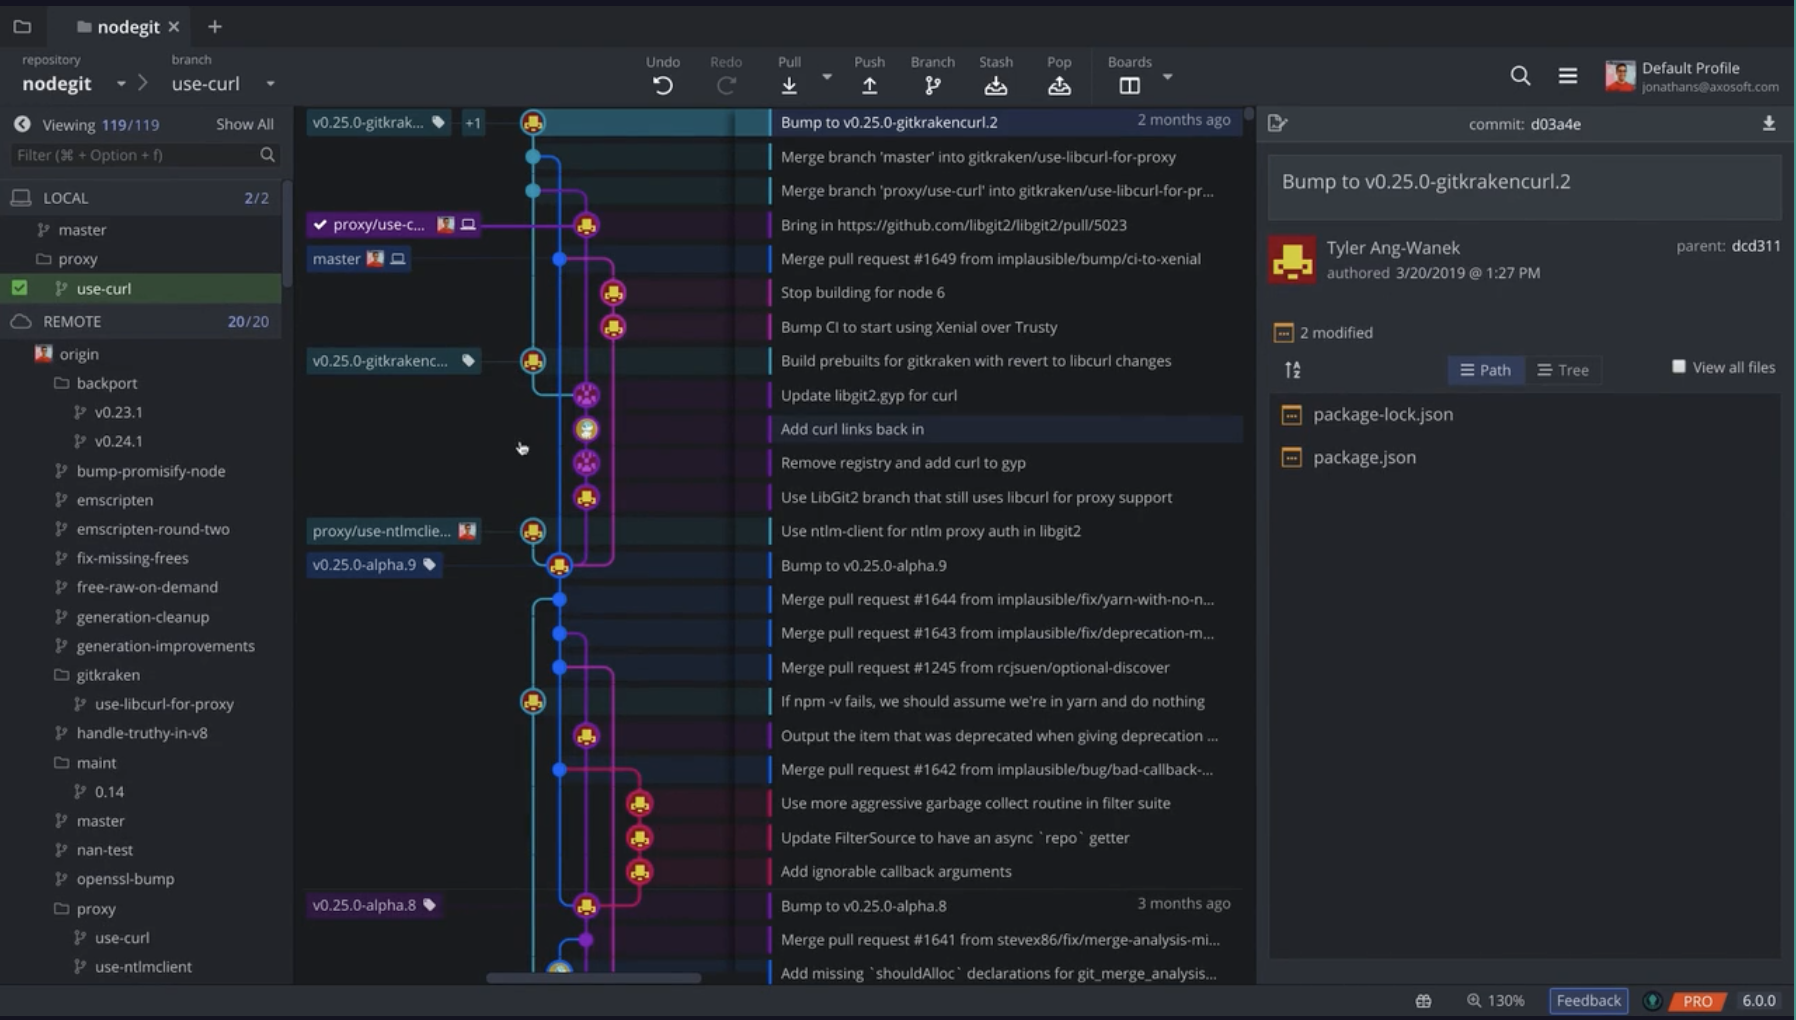 nodegit
repository
nodegit
branch
use-curl
Undo
Redo
Pull
Push
Branch
Stash
Pop
Boards
Default Profile
jonathans@axosoft.com
Viewing 119/119
Show All
Filter (⌘ + Option + f)
LOCAL 2/2
master
proxy
use-curl
REMOTE 20/20
origin
backport
v0.23.1
v0.24.1
bump-promisify-node
emscripten
emscripten-round-two
fix-missing-frees
free-raw-on-demand
generation-cleanup
generation-improvements
gitkraken
use-libcurl-for-proxy
handle-truthy-in-v8
maint
0.14
master
nan-test
openssl-bump
proxy
use-curl
use-ntlmclient
v0.25.0-gitkrak... +1 Bump to v0.25.0-gitkrakencurl.2 2 months ago
Merge branch 'master' into gitkraken/use-libcurl-for-proxy
Merge branch 'proxy/use-curl' into gitkraken/use-libcurl-for-pr...
proxy/use-c... Bring in https://github.com/libgit2/libgit2/pull/5023
master Merge pull request #1649 from implausible/bump/ci-to-xenial
Stop building for node 6
Bump CI to start using Xenial over Trusty
v0.25.0-gitkrakenc... Build prebuilts for gitkraken with revert to libcurl changes
Update libgit2.gyp for curl
Add curl links back in
Remove registry and add curl to gyp
Use LibGit2 branch that still uses libcurl for proxy support
proxy/use-ntlmclie... Use ntlm-client for ntlm proxy auth in libgit2
v0.25.0-alpha.9 Bump to v0.25.0-alpha.9
Merge pull request #1644 from implausible/fix/yarn-with-no-n...
Merge pull request #1643 from implausible/fix/deprecation-m...
Merge pull request #1245 from rcjsuen/optional-discover
If npm -v fails, we should assume we're in yarn and do nothing
Output the item that was deprecated when giving deprecation ...
Merge pull request #1642 from implausible/bug/bad-callback-...
Use more aggressive garbage collect routine in filter suite
Update FilterSource to have an async `repo` getter
Add ignorable callback arguments
v0.25.0-alpha.8 Bump to v0.25.0-alpha.8 3 months ago
Merge pull request #1641 from stevex86/fix/merge-analysis-mi...
Add missing `shouldAlloc` declarations for git_merge_analysis...
commit: d03a4e
Bump to v0.25.0-gitkrakencurl.2
Tyler Ang-Wanek
authored 3/20/2019 @ 1:27 PM
parent: dcd311
2 modified
Path
Tree
View all files
package-lock.json
package.json
130%
Feedback
PRO
6.0.0